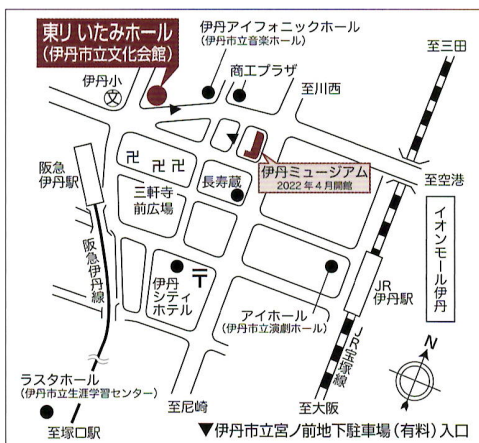 東リ いたみホール
(伊丹市立文化会館)
伊丹アイフォニックホール
(伊丹市立音楽ホール)
至三田
伊丹小
文
商工プラザ
至川西
阪急
伊丹駅
卍 卍 卍
三軒寺
前広場
長寿蔵
伊丹ミュージアム
2022年4月開館
至空港
イオンモール伊丹
阪急伊丹線
伊丹
シティ
ホテル
〒
アイホール
(伊丹市立演劇ホール)
JR
伊丹駅
JR宝塚線
N
ラスタホール
(伊丹市立生涯学習センター)
至塚口駅
至尼崎
至大阪
▼伊丹市立宮ノ前地下駐車場(有料)入口